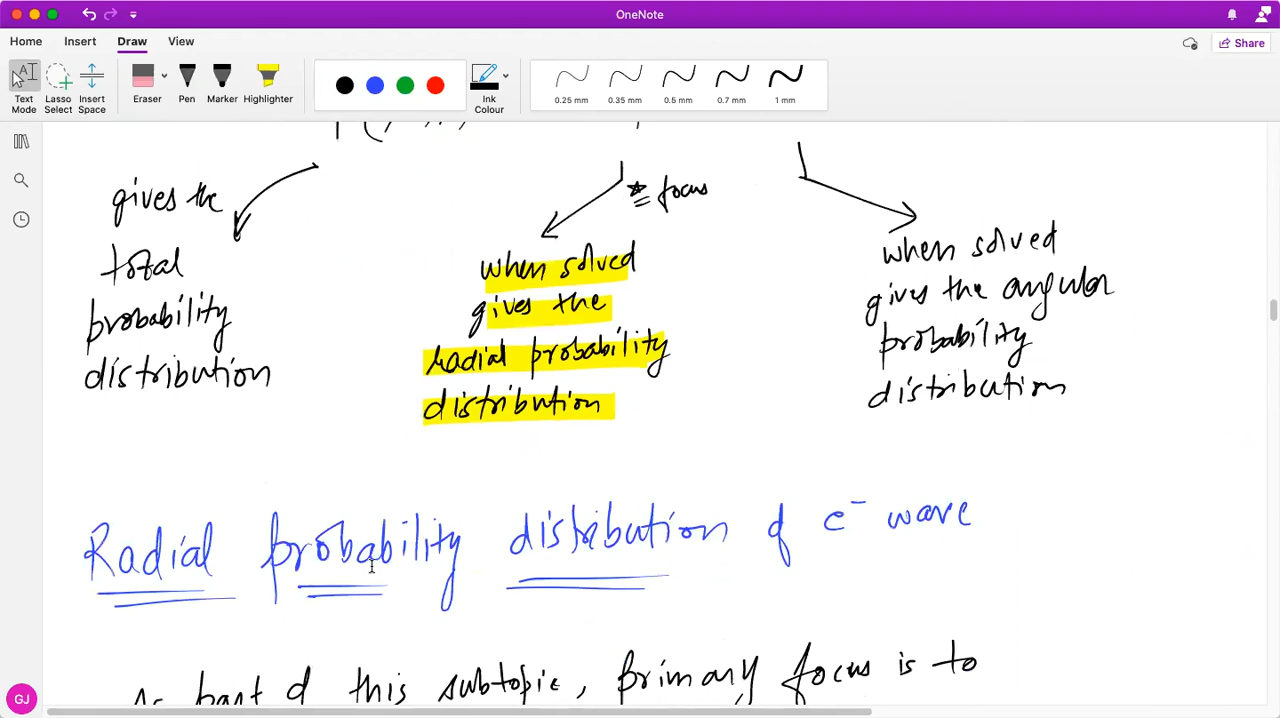 OneNote
Home Insert Draw View
Share
Text Mode
Lasso Select
Insert Space
Eraser
Pen
Marker
Highlighter
Ink Colour
0.25 mm
0.35 mm
0.5 mm
0.7 mm
1 mm
gives the
total
probability
distribution
focus
when solved
gives the
radial probability
distribution
when solved
gives the angular
probability
distribution
Radial probability distribution of e⁻ wave
As part of this subtopic, primary focus is to
GJ